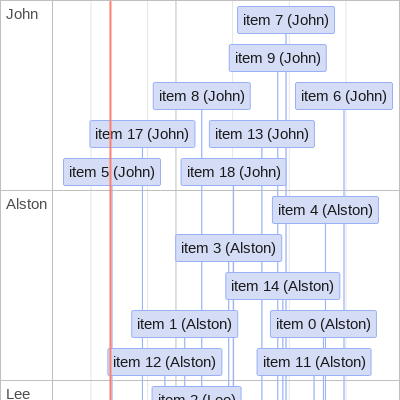 John
item 7 (John)
item 9 (John)
item 8 (John)
item 6 (John)
item 17 (John)
item 13 (John)
item 5 (John)
item 18 (John)
Alston
item 4 (Alston)
item 3 (Alston)
item 14 (Alston)
item 1 (Alston)
item 0 (Alston)
item 12 (Alston)
item 11 (Alston)
Lee
item 2 (Lee)